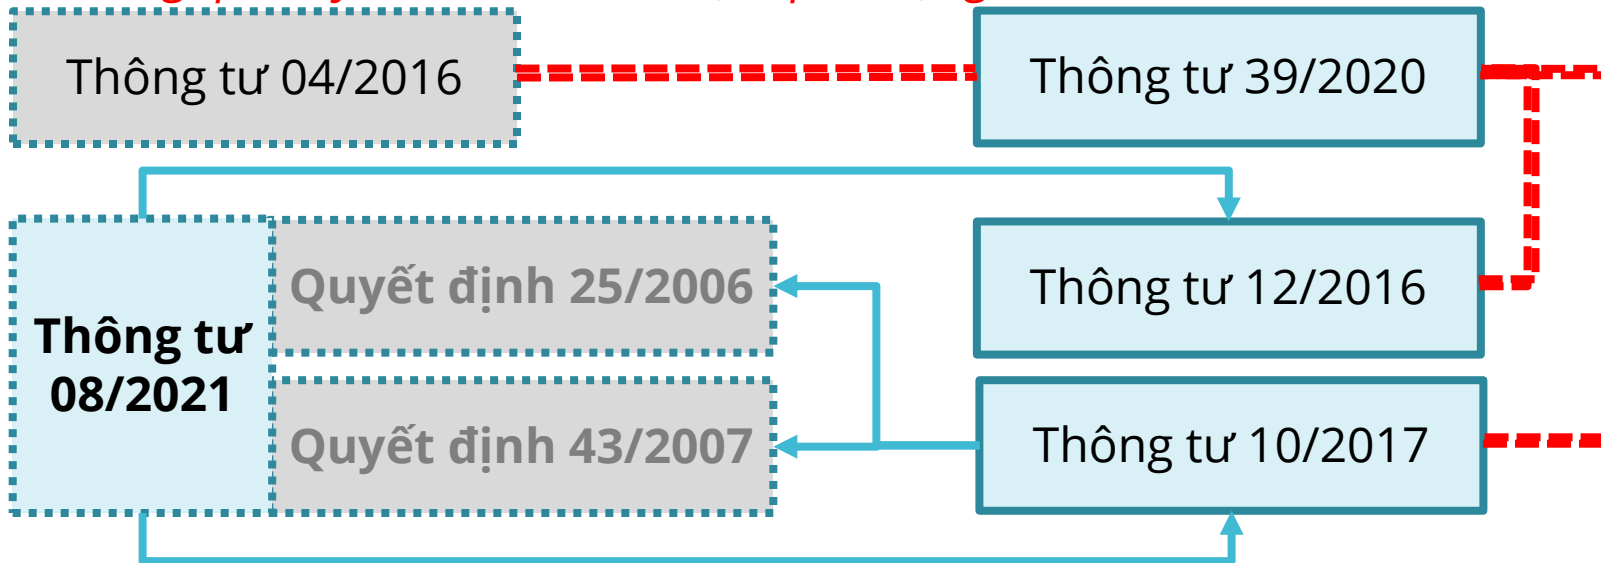 Thông tư 04/2016
Thông tư 39/2020
Quyết định 25/2006
Thông tư 12/2016
Thông tư
08/2021
Quyết định 43/2007
Thông tư 10/2017